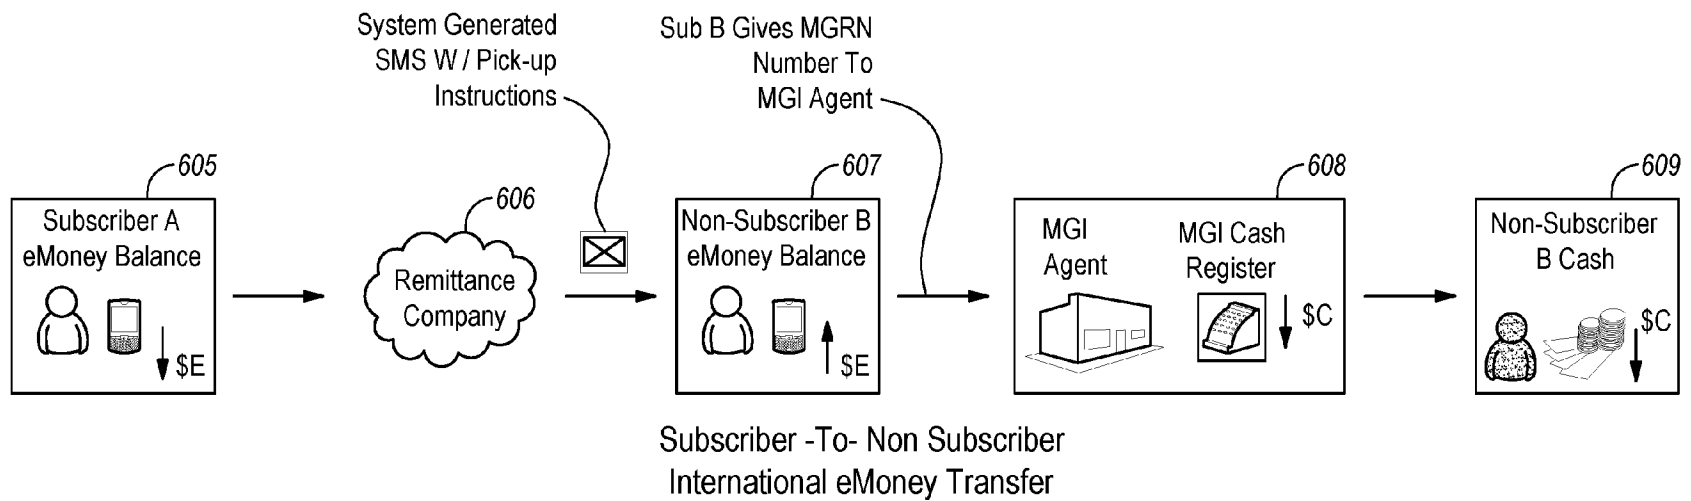 System Generated
SMS W / Pick-up
Instructions
Sub B Gives MGRN
Number To
MGI Agent
605
606
607
608
609
Subscriber A
eMoney Balance
$E
Remittance
Company
Non-Subscriber B
eMoney Balance
$E
MGI
Agent
MGI Cash
Register
$C
Non-Subscriber
B Cash
$C
Subscriber -To- Non Subscriber
International eMoney Transfer